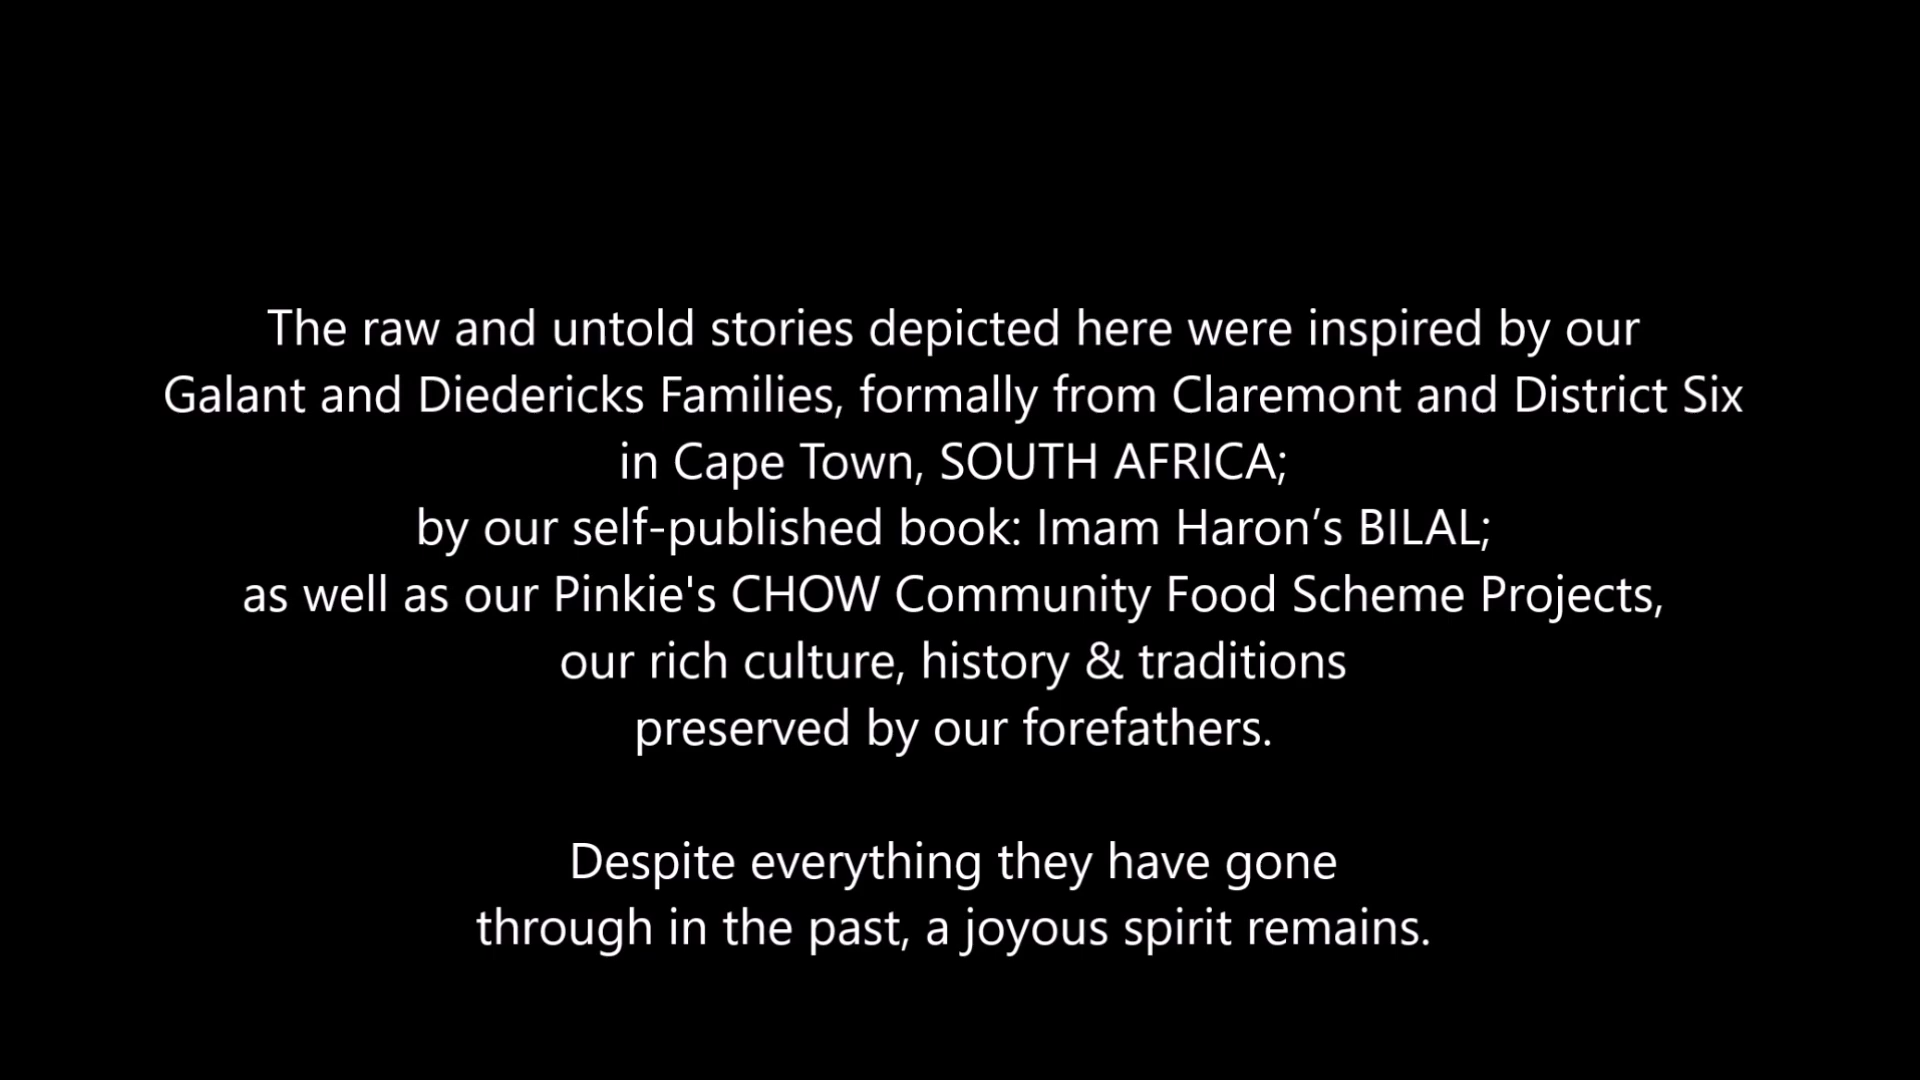 The raw and untold stories depicted here were inspired by our
Galant and Diedericks Families, formally from Claremont and District Six
in Cape Town, SOUTH AFRICA;
by our self-published book: Imam Haron’s BILAL;
as well as our Pinkie's CHOW Community Food Scheme Projects,
our rich culture, history & traditions
preserved by our forefathers.
Despite everything they have gone
through in the past, a joyous spirit remains.